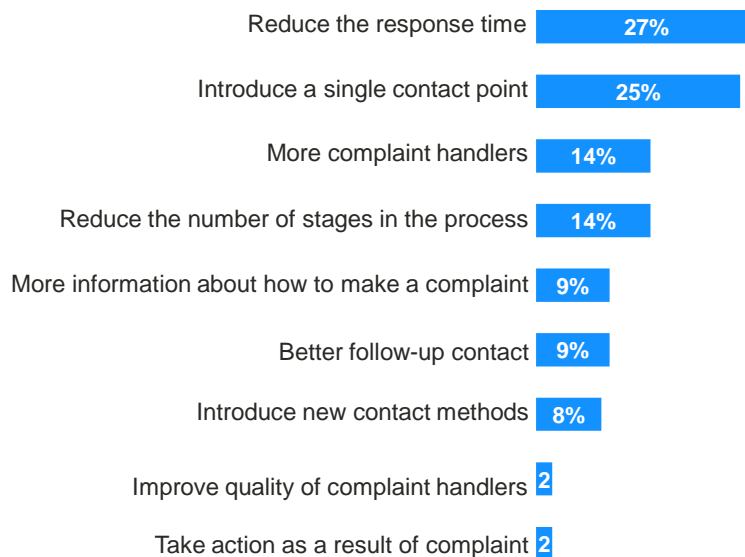 Reduce the response time 27%
Introduce a single contact point 25%
More complaint handlers 14%
Reduce the number of stages in the process 14%
More information about how to make a complaint 9%
Better follow-up contact 9%
Introduce new contact methods 8%
Improve quality of complaint handlers 2
Take action as a result of complaint 2